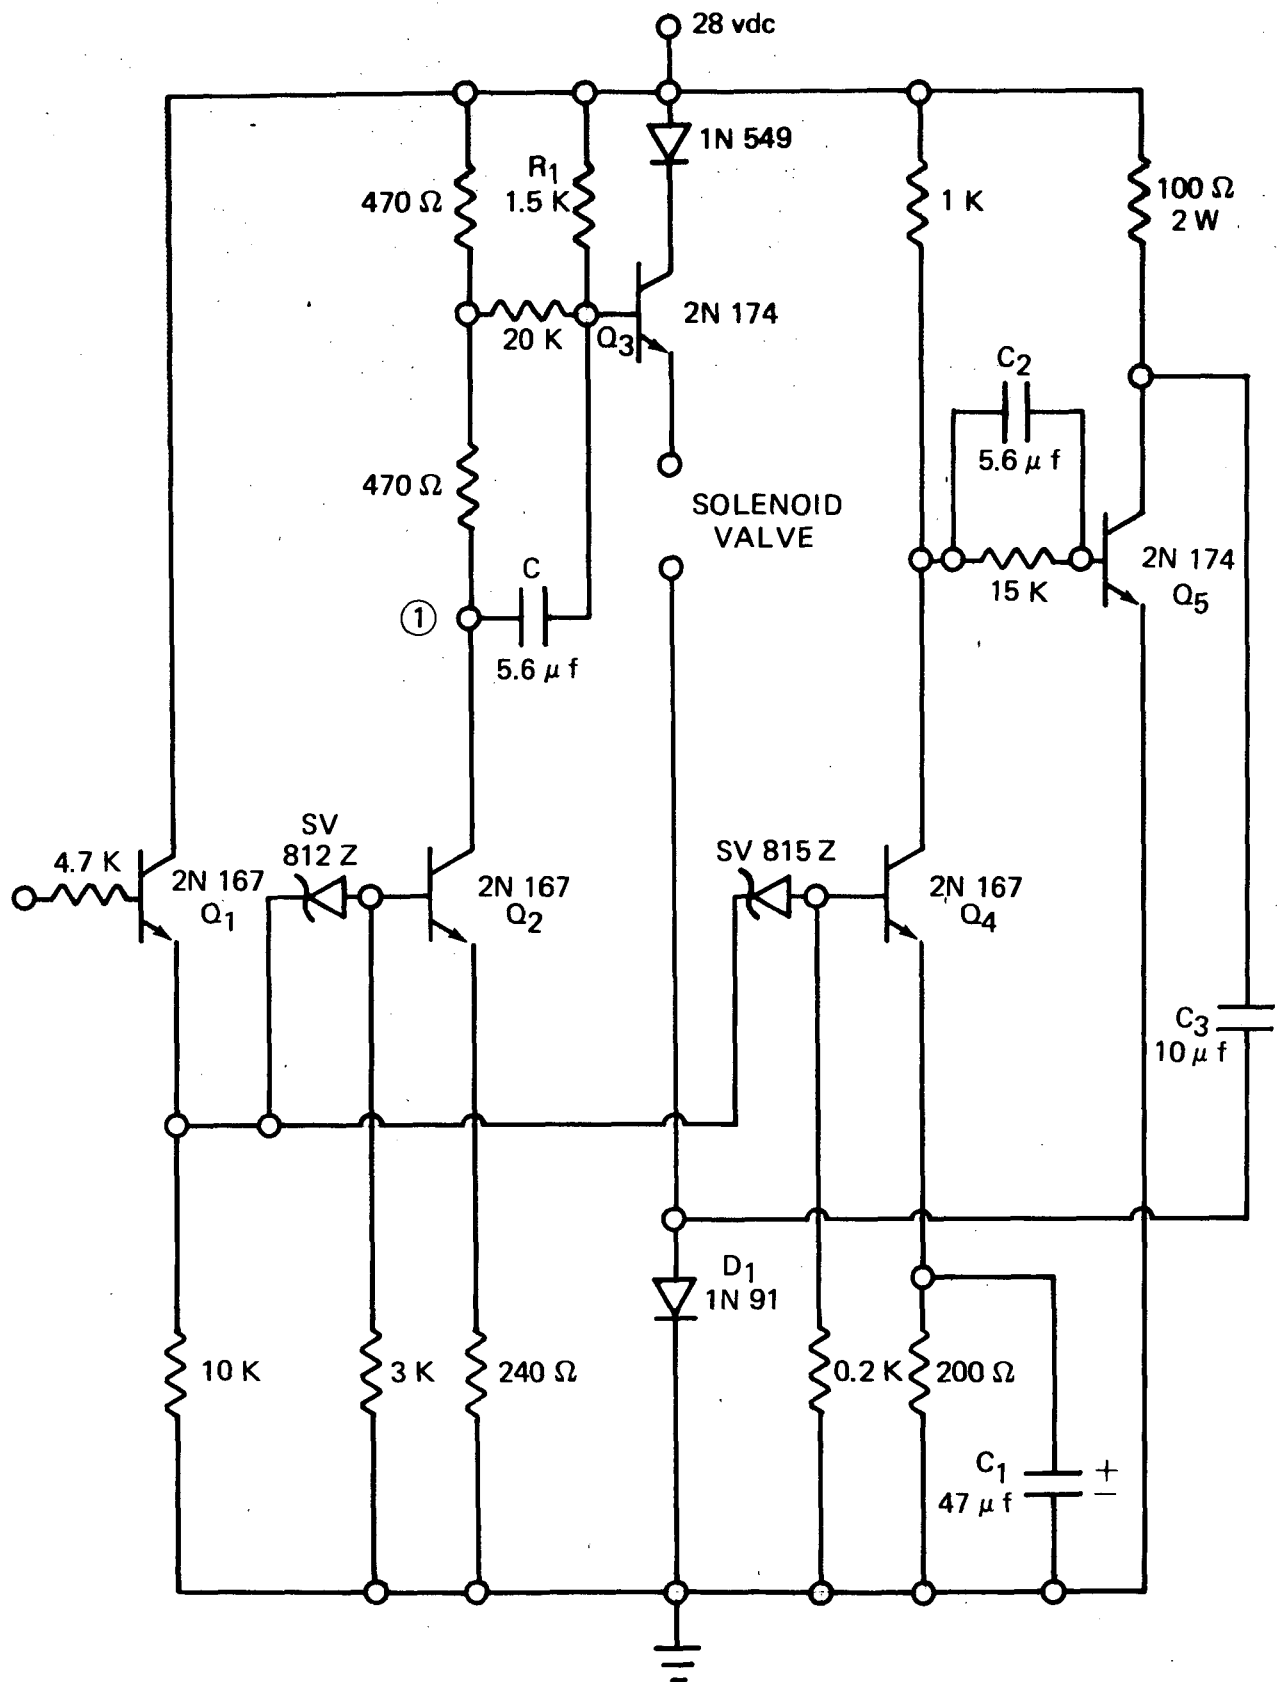 28 vdc
1N 549
R1
1.5 K
470 Ω
1 K
100 Ω
2 W
2N 174
20 K
Q3
C2
5.6 μ f
470 Ω
SOLENOID
VALVE
2N 174
15 K
Q5
C
1
5.6 μ f
SV
812 Z
4.7 K
2N 167
Q1
2N 167
Q2
SV 815 Z
2N 167
Q4
C3
10 μ f
D1
1N 91
10 K
3 K
240 Ω
0.2 K
200 Ω
C1
47 μ f
+
−